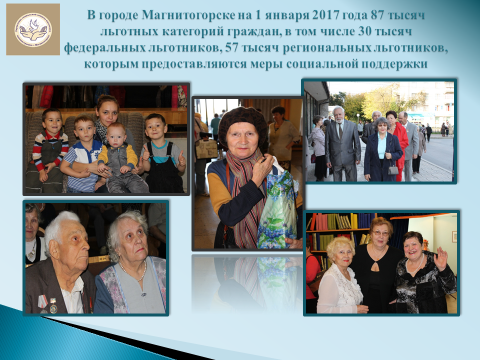 В городе Магнитогорске на 1 января 2017 года 87 тысяч
льготных категорий граждан, в том числе 30 тысяч
федеральных льготников, 57 тысяч региональных льготников,
которым предоставляются меры социальной поддержки